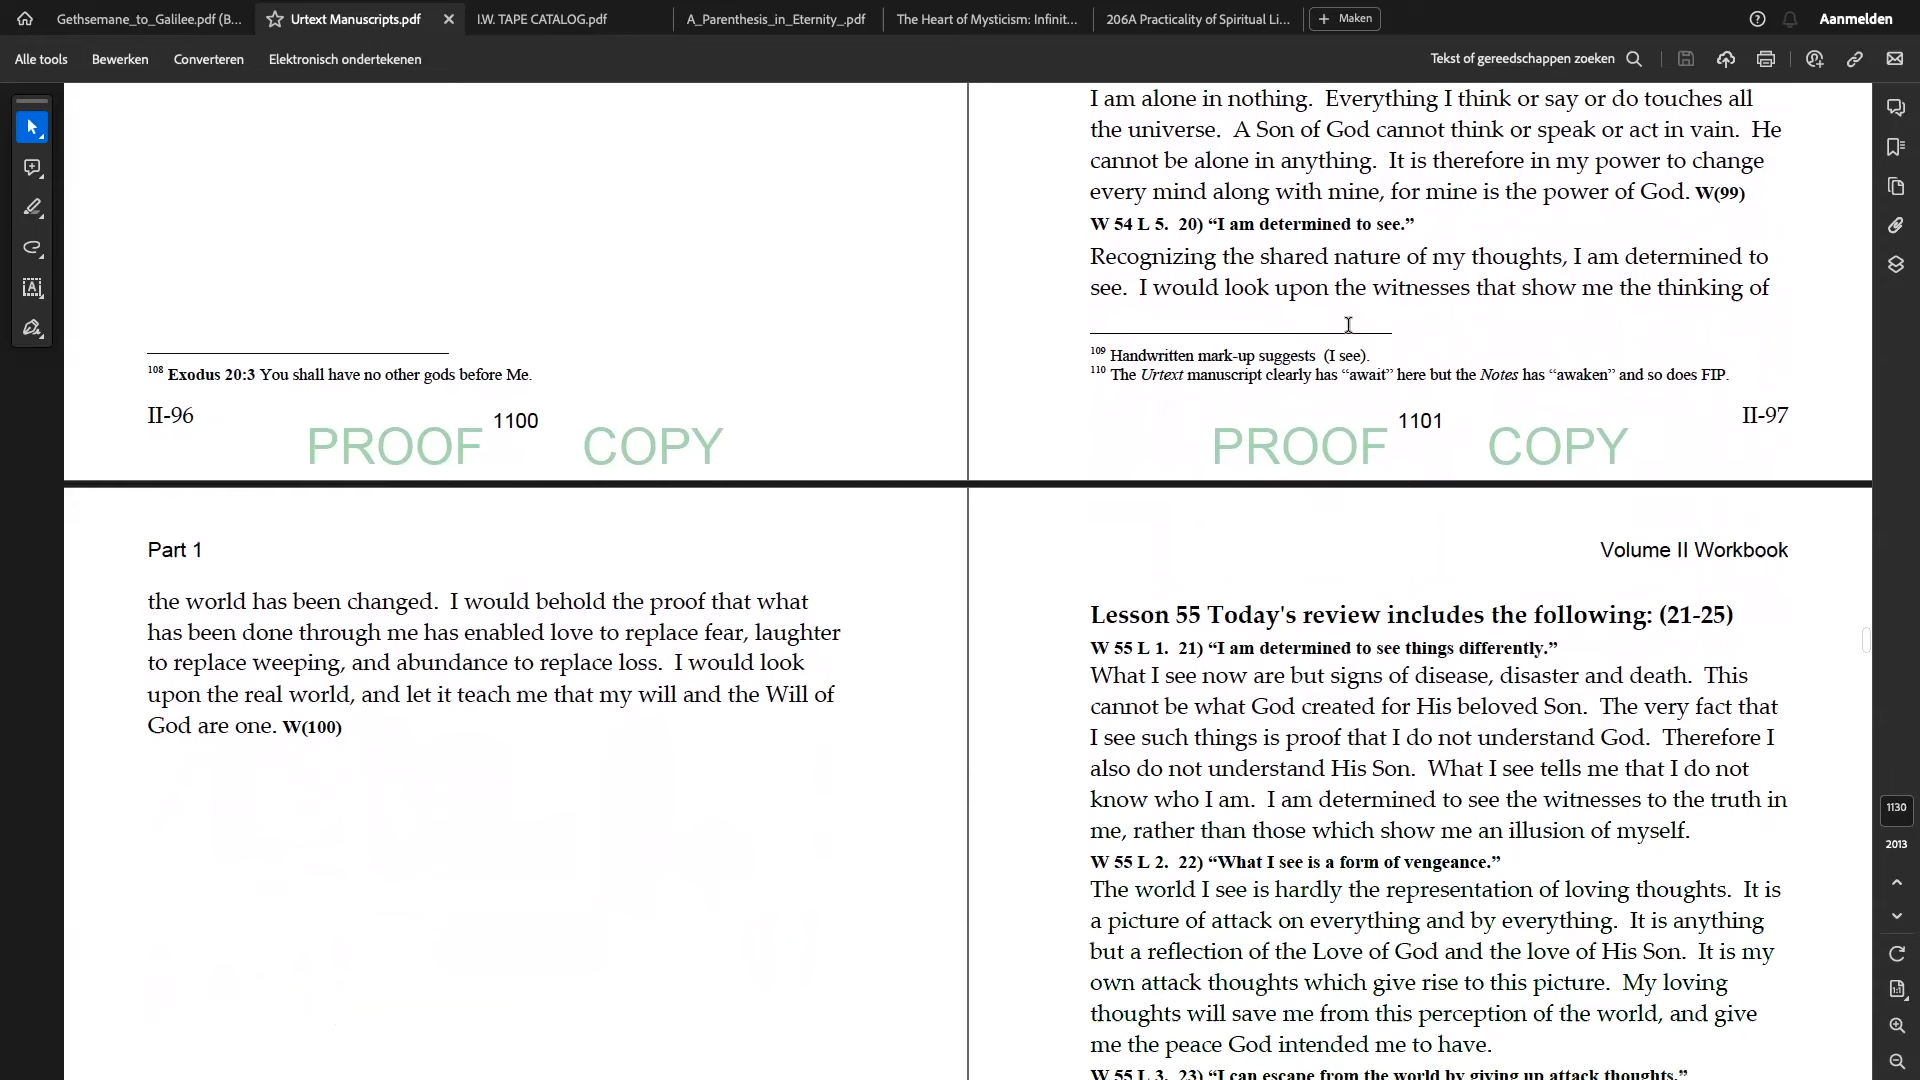 Gethsemane_to_Galilee.pdf (B...
Urtext Manuscripts.pdf
I.W. TAPE CATALOG.pdf
A_Parenthesis_in_Eternity_.pdf
The Heart of Mysticism: Infinit...
206A Practicality of Spiritual Li...
Maken
Aanmelden
Alle tools
Bewerken
Converteren
Elektronisch ondertekenen
Tekst of gereedschappen zoeken
108 Exodus 20:3 You shall have no other gods before Me.
II-96
1100
PROOF COPY
I am alone in nothing. Everything I think or say or do touches all
the universe. A Son of God cannot think or speak or act in vain. He
cannot be alone in anything. It is therefore in my power to change
every mind along with mine, for mine is the power of God. W(99)
W 54 L 5. 20) “I am determined to see.”
Recognizing the shared nature of my thoughts, I am determined to
see. I would look upon the witnesses that show me the thinking of
109 Handwritten mark-up suggests (I see).
110 The Urtext manuscript clearly has “await” here but the Notes has “awaken” and so does FIP.
1101
II-97
PROOF COPY
Part 1
the world has been changed. I would behold the proof that what
has been done through me has enabled love to replace fear, laughter
to replace weeping, and abundance to replace loss. I would look
upon the real world, and let it teach me that my will and the Will of
God are one. W(100)
Volume II Workbook
Lesson 55 Today's review includes the following: (21-25)
W 55 L 1. 21) “I am determined to see things differently.”
What I see now are but signs of disease, disaster and death. This
cannot be what God created for His beloved Son. The very fact that
I see such things is proof that I do not understand God. Therefore I
also do not understand His Son. What I see tells me that I do not
know who I am. I am determined to see the witnesses to the truth in
me, rather than those which show me an illusion of myself.
W 55 L 2. 22) “What I see is a form of vengeance.”
The world I see is hardly the representation of loving thoughts. It is
a picture of attack on everything and by everything. It is anything
but a reflection of the Love of God and the love of His Son. It is my
own attack thoughts which give rise to this picture. My loving
thoughts will save me from this perception of the world, and give
me the peace God intended me to have.
W 55 L 3. 23) “I can escape from the world by giving up attack thoughts.”
1130
2013